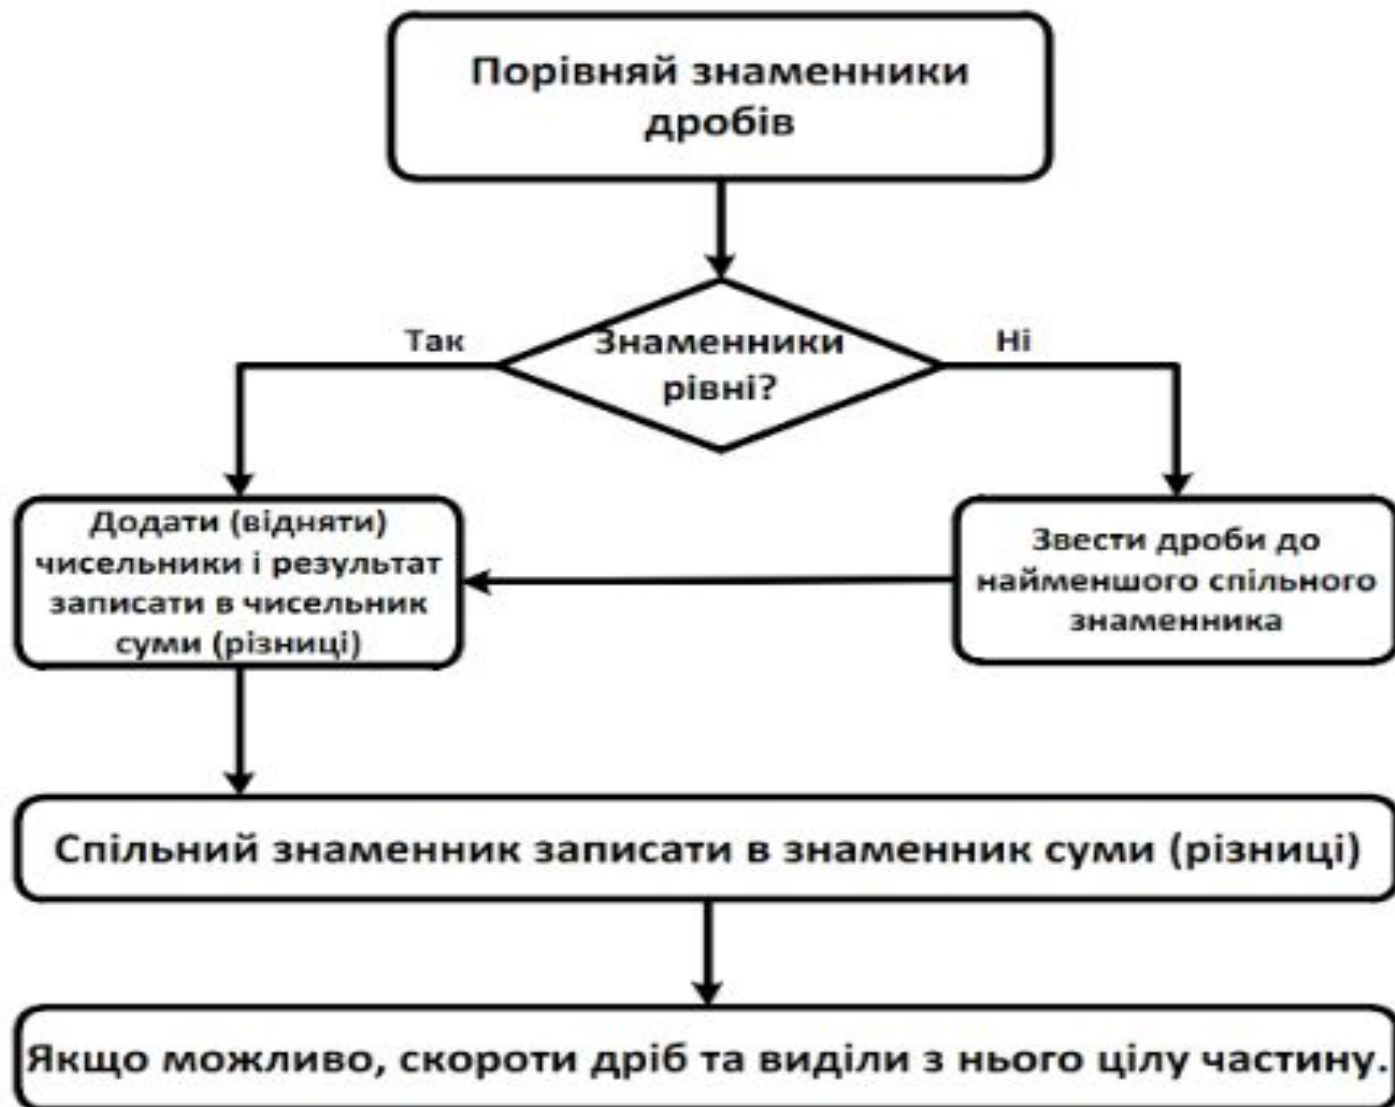 Порівняй знаменники
дробів
Знаменники
рівні?
Так
Ні
Додати (відняти)
чисельники і результат
записати в чисельник
суми (різниці)
Звести дроби до
найменшого спільного
знаменника
Спільний знаменник записати в знаменник суми (різниці)
Якщо можливо, скороти дріб та виділи з нього цілу частину.